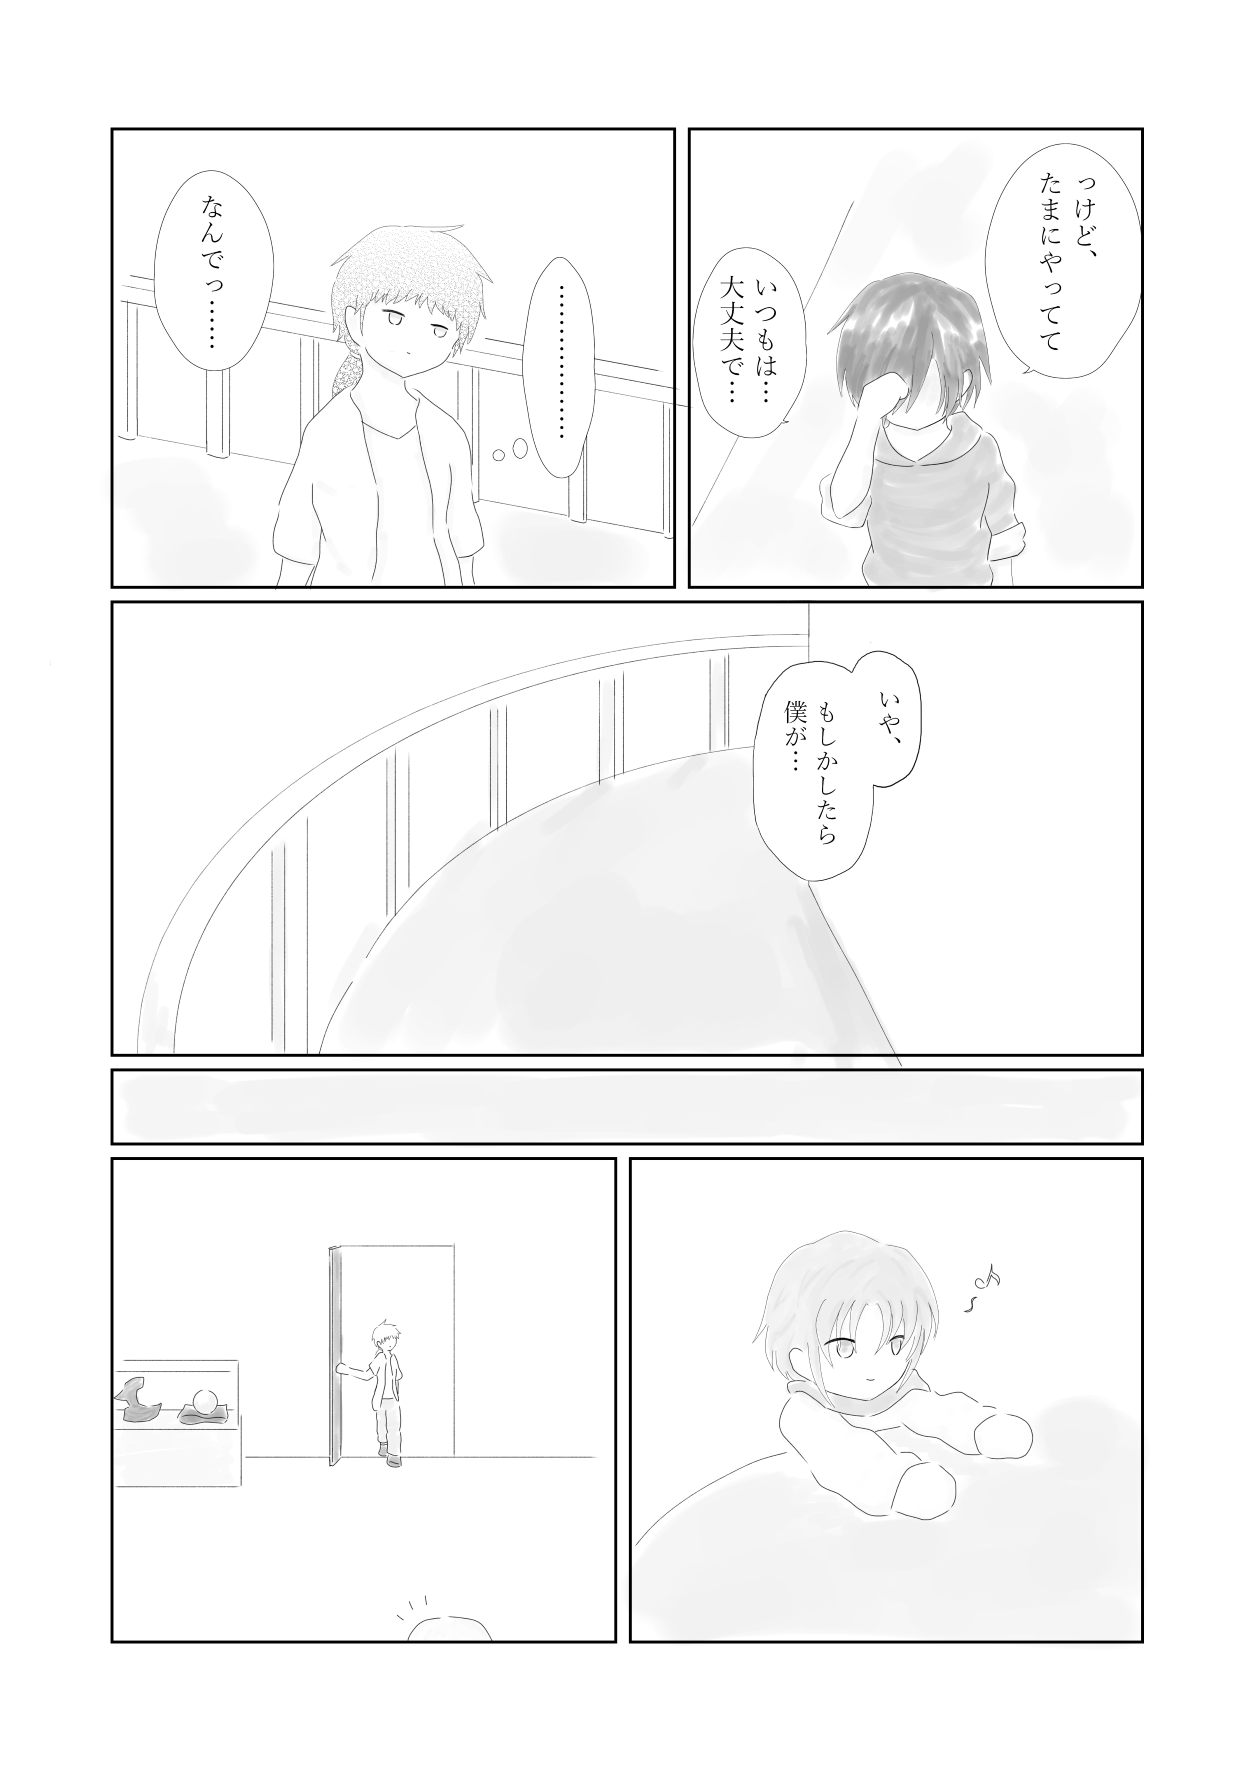 っけど、
たまにやってて
いつもは…
大丈夫で…
……………
なんでっ……
いや、
もしかしたら
僕が…
♪